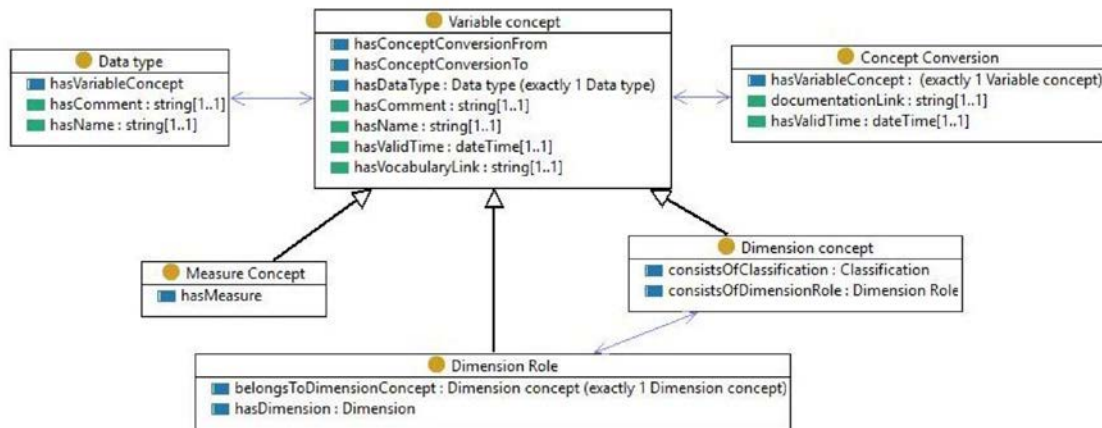 Variable concept
hasConceptConversionFrom
hasConceptConversionTo
hasDataType : Data type (exactly 1 Data type)
hasComment : string[1..1]
hasName : string[1..1]
hasValidTime : dateTime[1..1]
hasVocabularyLink : string[1..1]
Data type
hasVariableConcept
hasComment : string[1..1]
hasName : string[1..1]
Concept Conversion
hasVariableConcept : (exactly 1 Variable concept)
documentationLink : string[1..1]
hasValidTime : dateTime[1..1]
Measure Concept
hasMeasure
Dimension concept
consistsOfClassification : Classification
consistsOfDimensionRole : Dimension Role
Dimension Role
belongsToDimensionConcept : Dimension concept (exactly 1 Dimension concept)
hasDimension : Dimension